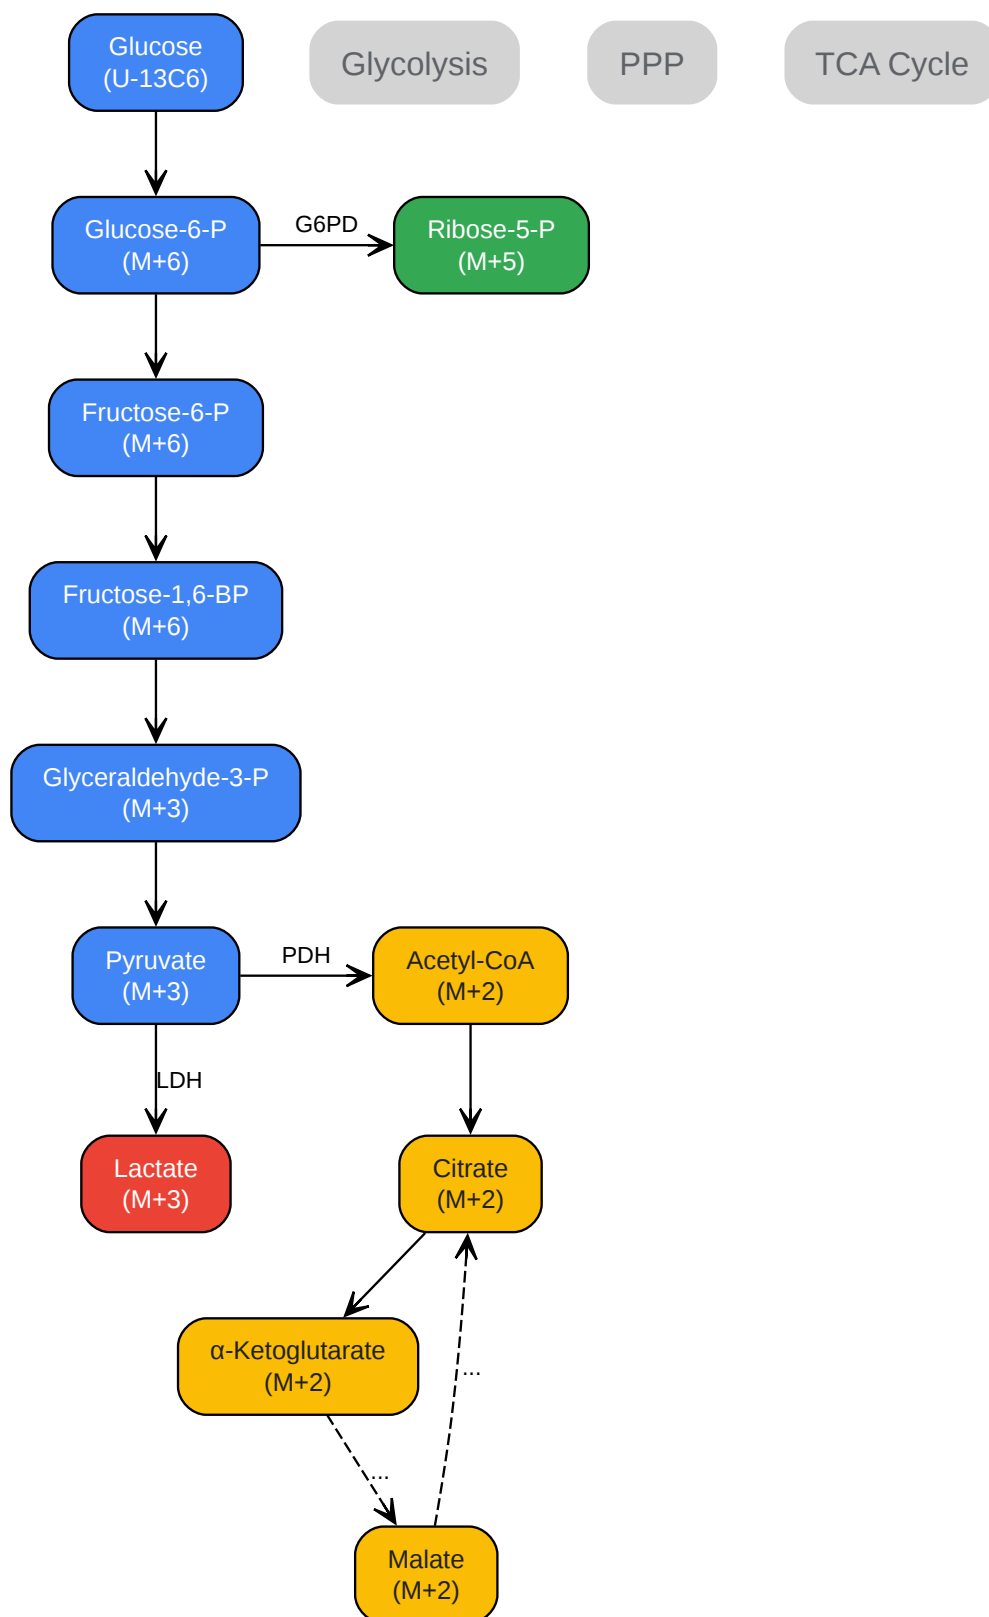 Glucose
(U-13C6)
Glycolysis
PPP
TCA Cycle
Glucose-6-P
(M+6)
G6PD
Ribose-5-P
(M+5)
Fructose-6-P
(M+6)
Fructose-1,6-BP
(M+6)
Glyceraldehyde-3-P
(M+3)
Pyruvate
(M+3)
PDH
Acetyl-CoA
(M+2)
LDH
Lactate
(M+3)
Citrate
(M+2)
α-Ketoglutarate
(M+2)
...
...
Malate
(M+2)